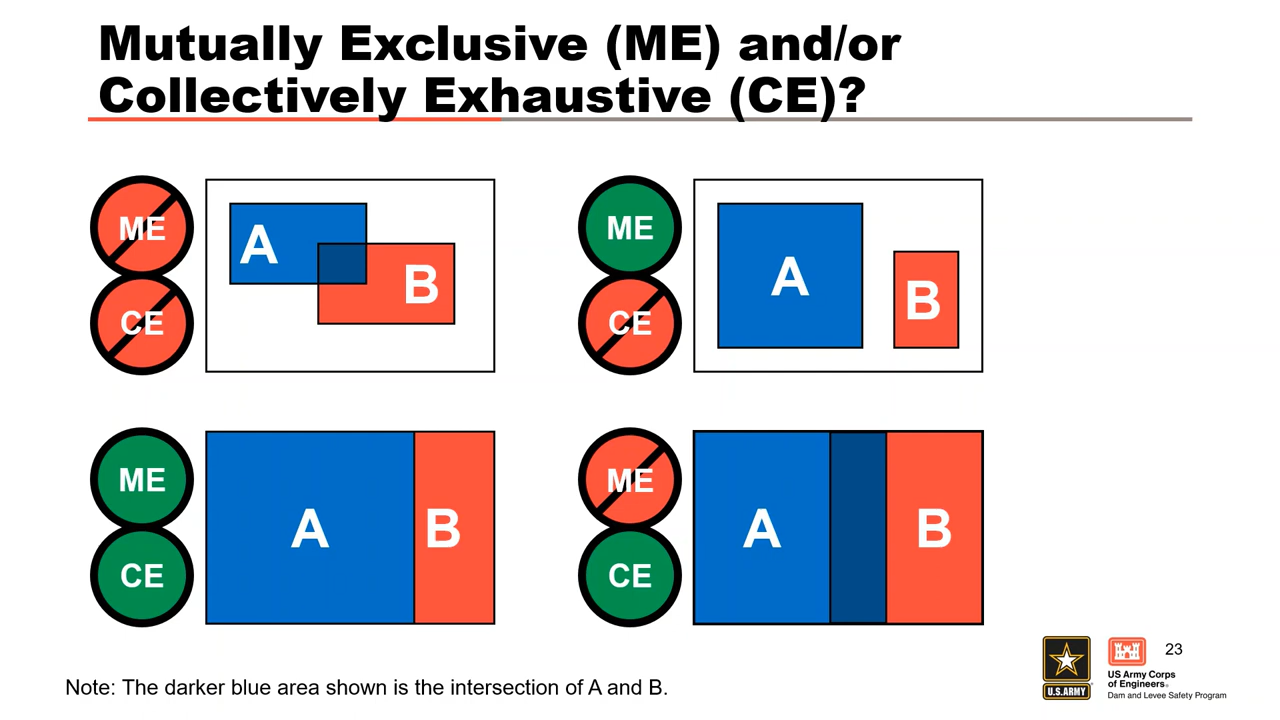 Mutually Exclusive (ME) and/or
Collectively Exhaustive (CE)?
ME
CE
A
B
ME
CE
A
B
ME
CE
A
B
ME
CE
A
B
Note: The darker blue area shown is the intersection of A and B.
U.S.ARMY
US Army Corps
of Engineers®
Dam and Levee Safety Program
23